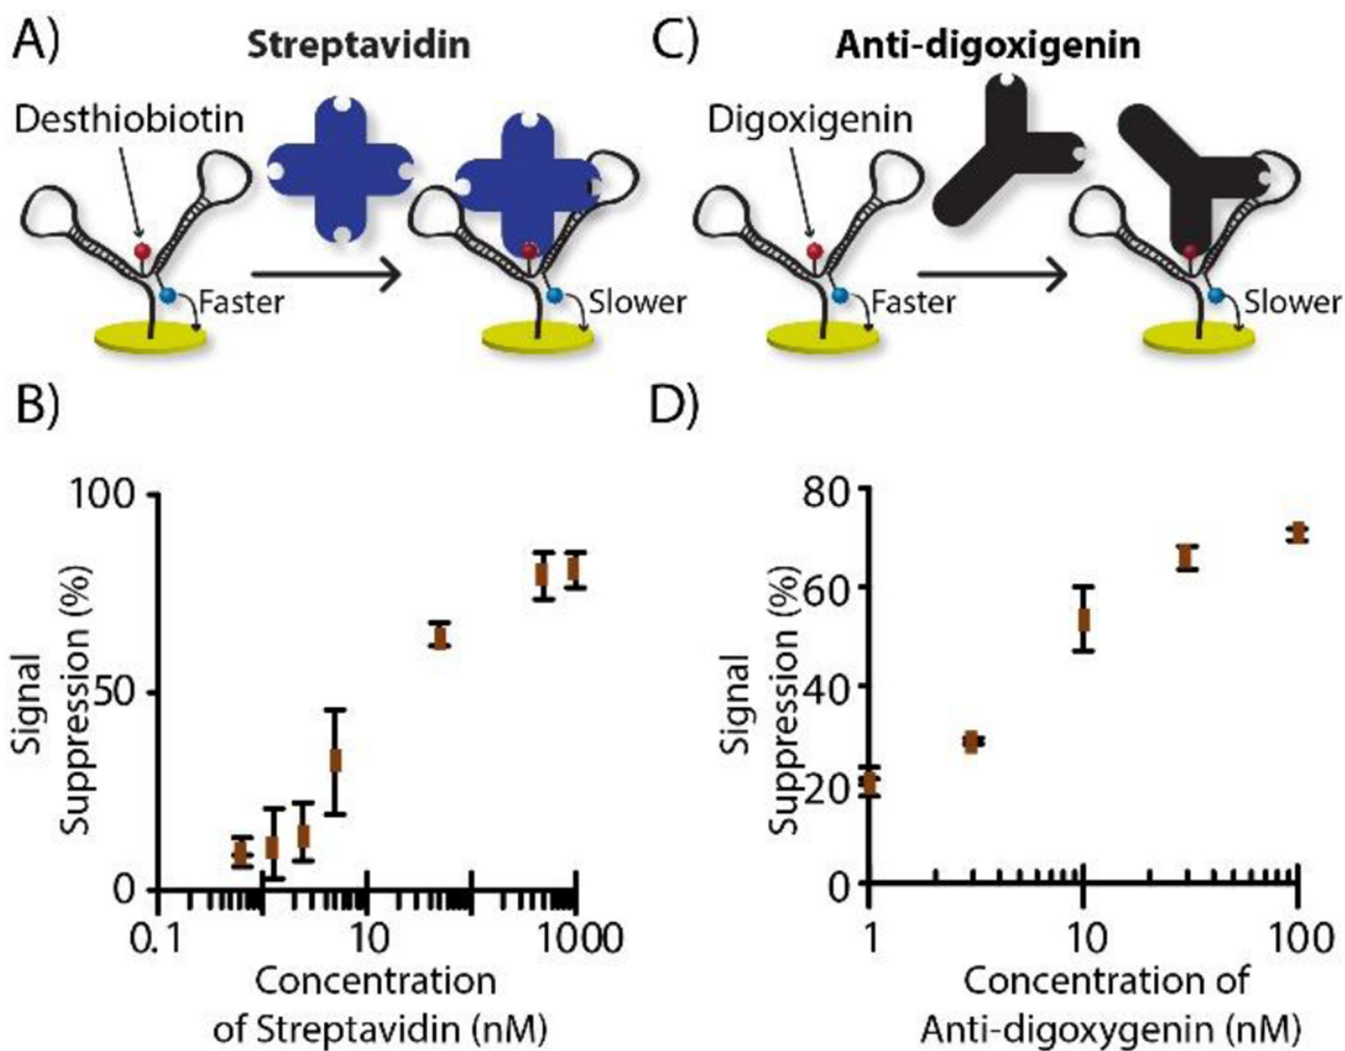 A)
Streptavidin
Desthiobiotin
Faster
Slower
B)
Signal
Suppression (%)
100
50
0
0.1
10
1000
Concentration
of Streptavidin (nM)
C)
Anti-digoxigenin
Digoxigenin
Faster
Slower
D)
Signal
Suppression (%)
80
60
40
20
0
1
10
100
Concentration of
Anti-digoxygenin (nM)